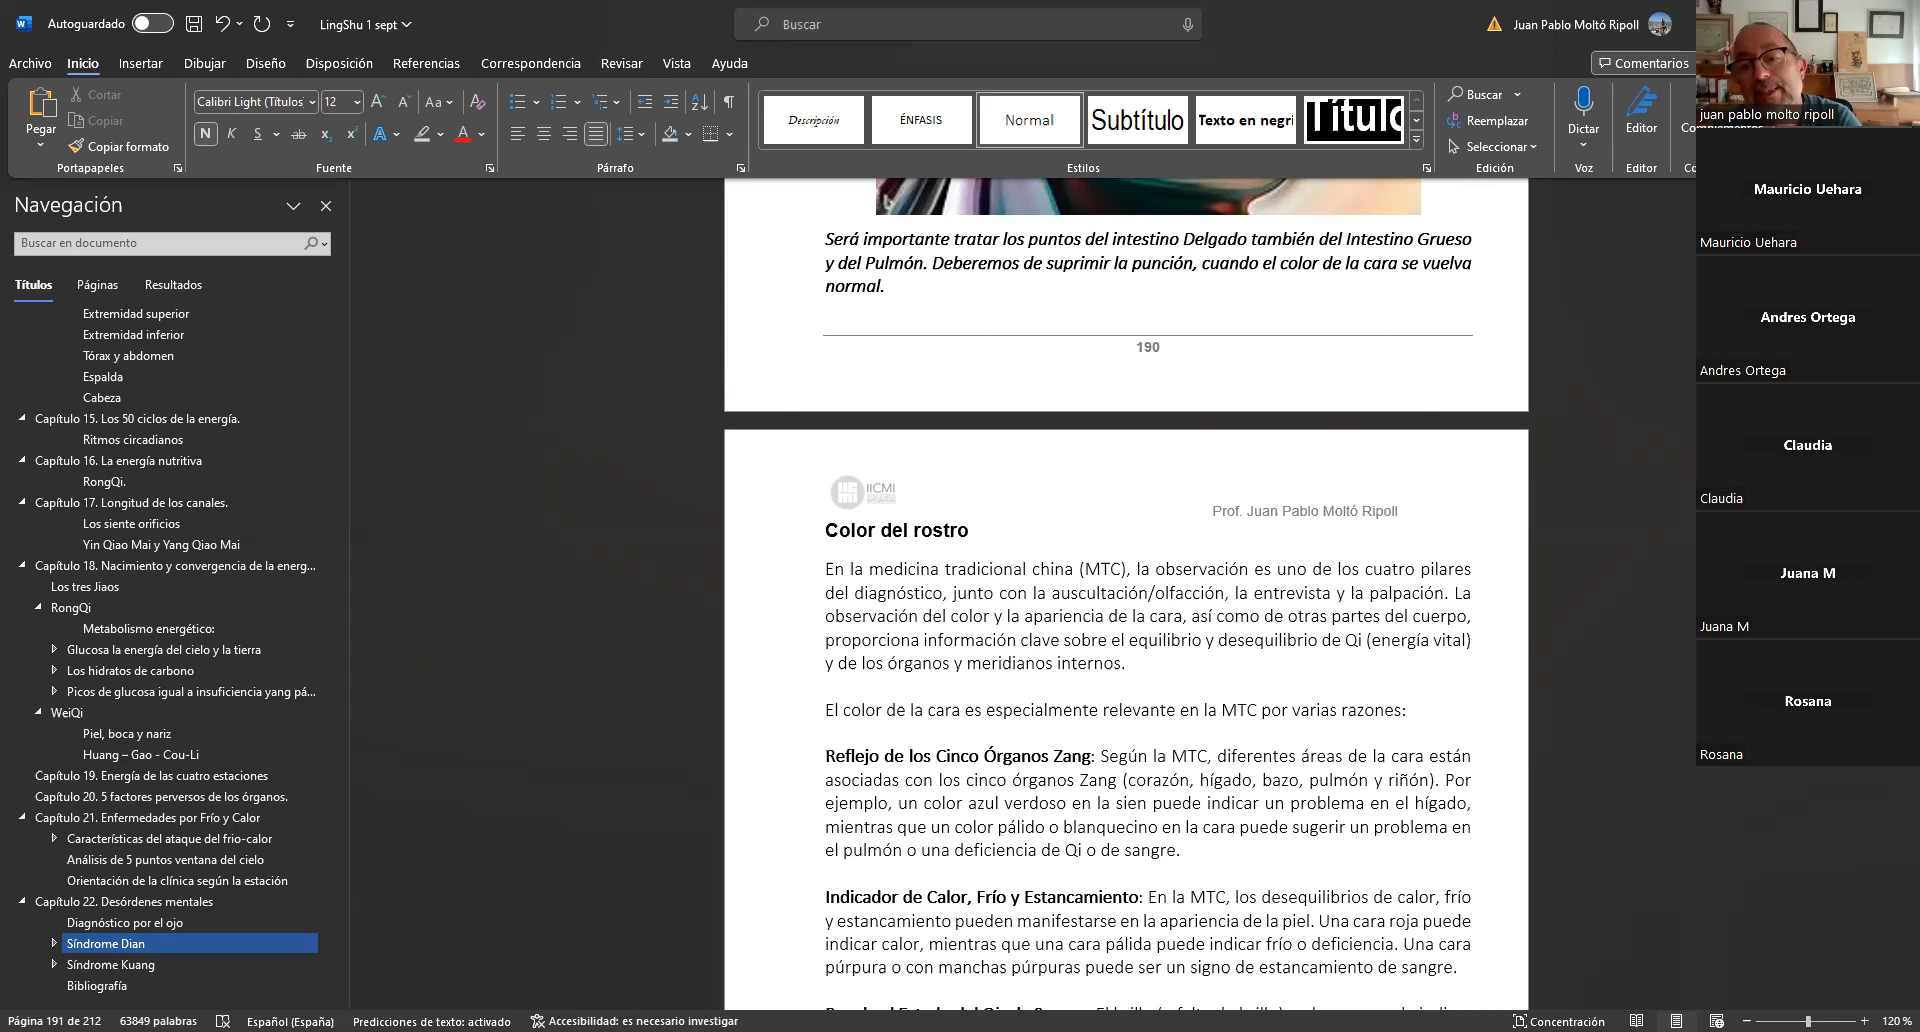 Autoguardado
LingShu 1 sept
Buscar
Juan Pablo Moltó Ripoll
Archivo Inicio Insertar Dibujar Diseño Disposición Referencias Correspondencia Revisar Vista Ayuda
Comentarios
Pegar
Cortar
Copiar
Copiar formato
Portapapeles
Calibri Light (Títulos
12
Aa
N K S ab x₂ x²
Fuente
Párrafo
Descripción
ÉNFASIS
Normal
Subtítulo
Texto en negri
Título
Estilos
Buscar
Reemplazar
Seleccionar
Edición
Dictar
Voz
Editor
Editor
juan pablo molto ripoll
Mauricio Uehara
Mauricio Uehara
Andres Ortega
Andres Ortega
Claudia
Claudia
Juana M
Juana M
Rosana
Rosana
Navegación
Buscar en documento
Títulos Páginas Resultados
Extremidad superior
Extremidad inferior
Tórax y abdomen
Espalda
Cabeza
Capítulo 15. Los 50 ciclos de la energía.
Ritmos circadianos
Capítulo 16. La energía nutritiva
RongQi.
Capítulo 17. Longitud de los canales.
Los siente orificios
Yin Qiao Mai y Yang Qiao Mai
Capítulo 18. Nacimiento y convergencia de la energ...
Los tres Jiaos
RongQi
Metabolismo energético:
Glucosa la energía del cielo y la tierra
Los hidratos de carbono
Picos de glucosa igual a insuficiencia yang pá...
WeiQi
Piel, boca y nariz
Huang – Gao - Cou-Li
Capítulo 19. Energía de las cuatro estaciones
Capítulo 20. 5 factores perversos de los órganos.
Capítulo 21. Enfermedades por Frío y Calor
Características del ataque del frio-calor
Análisis de 5 puntos ventana del cielo
Orientación de la clínica según la estación
Capítulo 22. Desórdenes mentales
Diagnóstico por el ojo
Síndrome Dian
Síndrome Kuang
Bibliografía
Será importante tratar los puntos del intestino Delgado también del Intestino Grueso
y del Pulmón. Deberemos de suprimir la punción, cuando el color de la cara se vuelva
normal.
190
IICMI
Prof. Juan Pablo Moltó Ripoll
Color del rostro
En la medicina tradicional china (MTC), la observación es uno de los cuatro pilares
del diagnóstico, junto con la auscultación/olfacción, la entrevista y la palpación. La
observación del color y la apariencia de la cara, así como de otras partes del cuerpo,
proporciona información clave sobre el equilibrio y desequilibrio de Qi (energía vital)
y de los órganos y meridianos internos.
El color de la cara es especialmente relevante en la MTC por varias razones:
Reflejo de los Cinco Órganos Zang: Según la MTC, diferentes áreas de la cara están
asociadas con los cinco órganos Zang (corazón, hígado, bazo, pulmón y riñón). Por
ejemplo, un color azul verdoso en la sien puede indicar un problema en el hígado,
mientras que un color pálido o blanquecino en la cara puede sugerir un problema en
el pulmón o una deficiencia de Qi o de sangre.
Indicador de Calor, Frío y Estancamiento: En la MTC, los desequilibrios de calor, frío
y estancamiento pueden manifestarse en la apariencia de la piel. Una cara roja puede
indicar calor, mientras que una cara pálida puede indicar frío o deficiencia. Una cara
púrpura o con manchas púrpuras puede ser un signo de estancamiento de sangre.
Página 191 de 212 63849 palabras Español (España) Predicciones de texto: activado Accesibilidad: es necesario investigar
Concentración 120 %